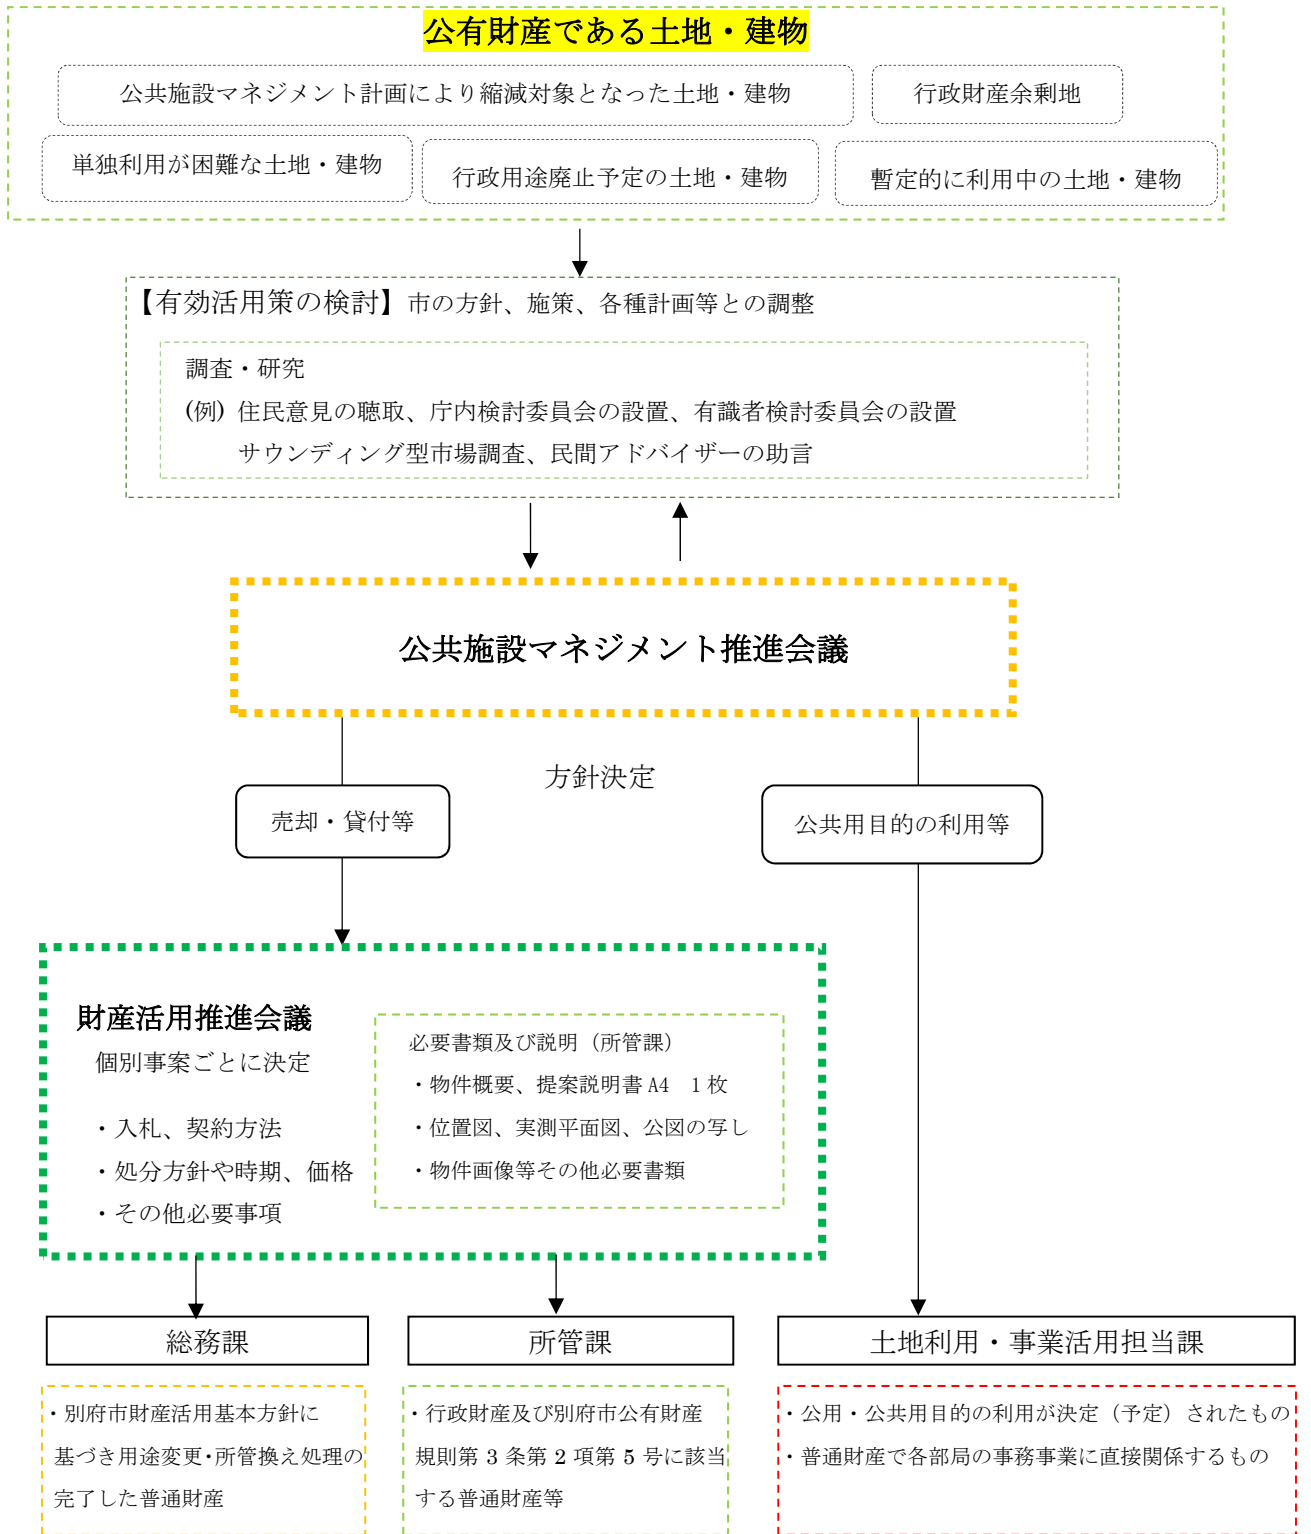 公有財産である土地・建物
公共施設マネジメント計画により縮減対象となった土地・建物
行政財産余剰地
単独利用が困難な土地・建物
行政用途廃止予定の土地・建物
暫定的に利用中の土地・建物
【有効活用策の検討】市の方針、施策、各種計画等との調整
調査・研究
(例) 住民意見の聴取、庁内検討委員会の設置、有識者検討委員会の設置
サウンディング型市場調査、民間アドバイザーの助言
公共施設マネジメント推進会議
方針決定
売却・貸付等
公共用目的の利用等
財産活用推進会議
個別事案ごとに決定
・入札、契約方法
・処分方針や時期、価格
・その他必要事項
必要書類及び説明（所管課）
・物件概要、提案説明書 A4　1 枚
・位置図、実測平面図、公図の写し
・物件画像等その他必要書類
総務課
・別府市財産活用基本方針に
基づき用途変更・所管換え処理の
完了した普通財産
所管課
・行政財産及び別府市公有財産
規則第 3 条第 2 項第 5 号に該当
する普通財産等
土地利用・事業活用担当課
・公用・公共用目的の利用が決定（予定）されたもの
・普通財産で各部局の事務事業に直接関係するもの